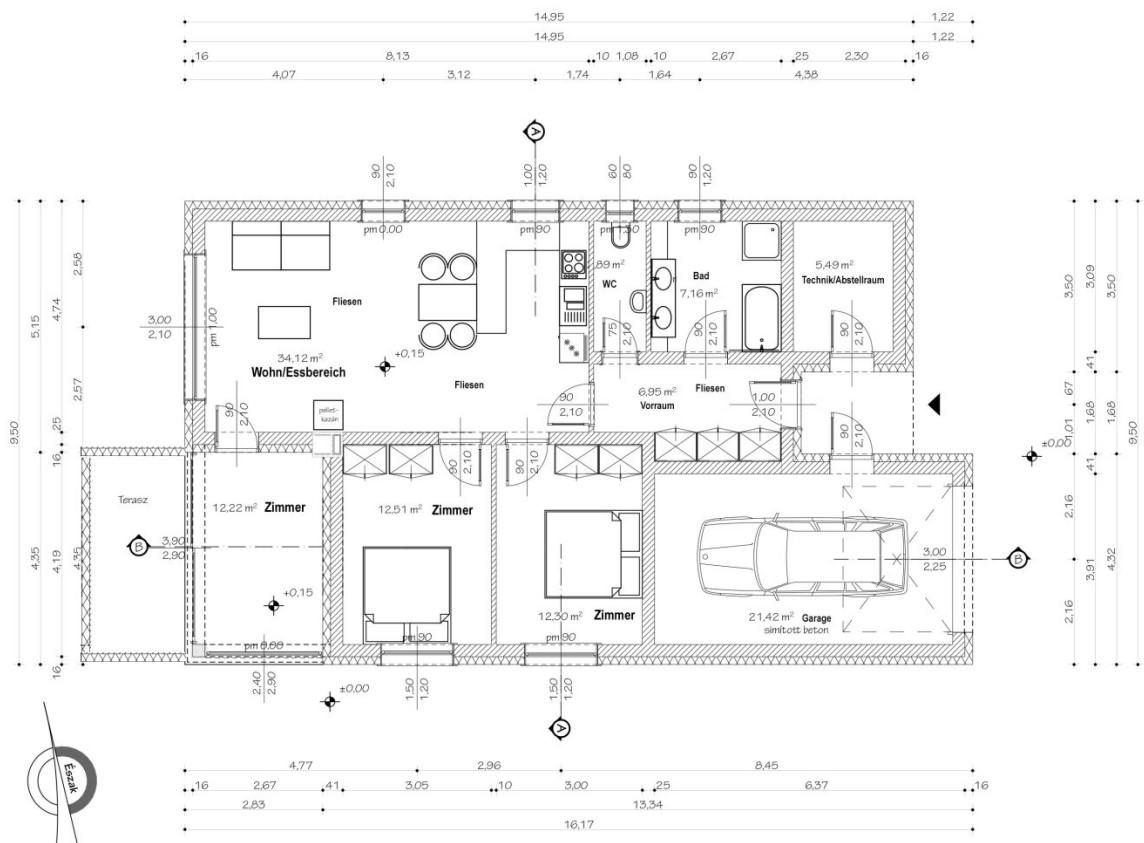 14,95
1,22
14,95
1,22
16
8,13
10
1,08
10
2,67
25
2,30
16
4,07
3,12
1,74
1,64
4,38
A
90
2,10
1,00
1,20
60
80
90
1,20
pm 0,00
pm 90
pm 1,50
pm 90
,89 m²
WC
Bad
7,16 m²
5,49 m²
Technik/Abstellraum
Fliesen
3,00
2,10
pm 1,00
34,12 m²
Wohn/Essbereich
+0,15
Fliesen
75
2,10
90
2,10
90
2,10
6,95 m²
Fliesen
Vorraum
90
2,10
1,00
2,10
pellet-
kazán
90
2,10
90
2,10
90
2,10
90
2,10
Terasz
12,22 m² Zimmer
12,51 m² Zimmer
B
3,90
2,90
+0,15
12,30 m² Zimmer
3,00
2,25
B
21,42 m² Garage
simított beton
pm 0,00
pm 90
pm 90
2,40
2,90
±0,00
1,50
1,20
1,50
1,20
A
9,50
5,15
4,35
4,74
25
16
4,19
16
2,58
2,57
4,35
3,50
67
1,01
2,16
2,16
3,09
41
1,68
41
3,91
3,50
1,68
4,32
9,50
±0,00
Észak
4,77
2,96
8,45
16
2,67
41
3,05
10
3,00
25
6,37
16
2,83
13,34
16,17